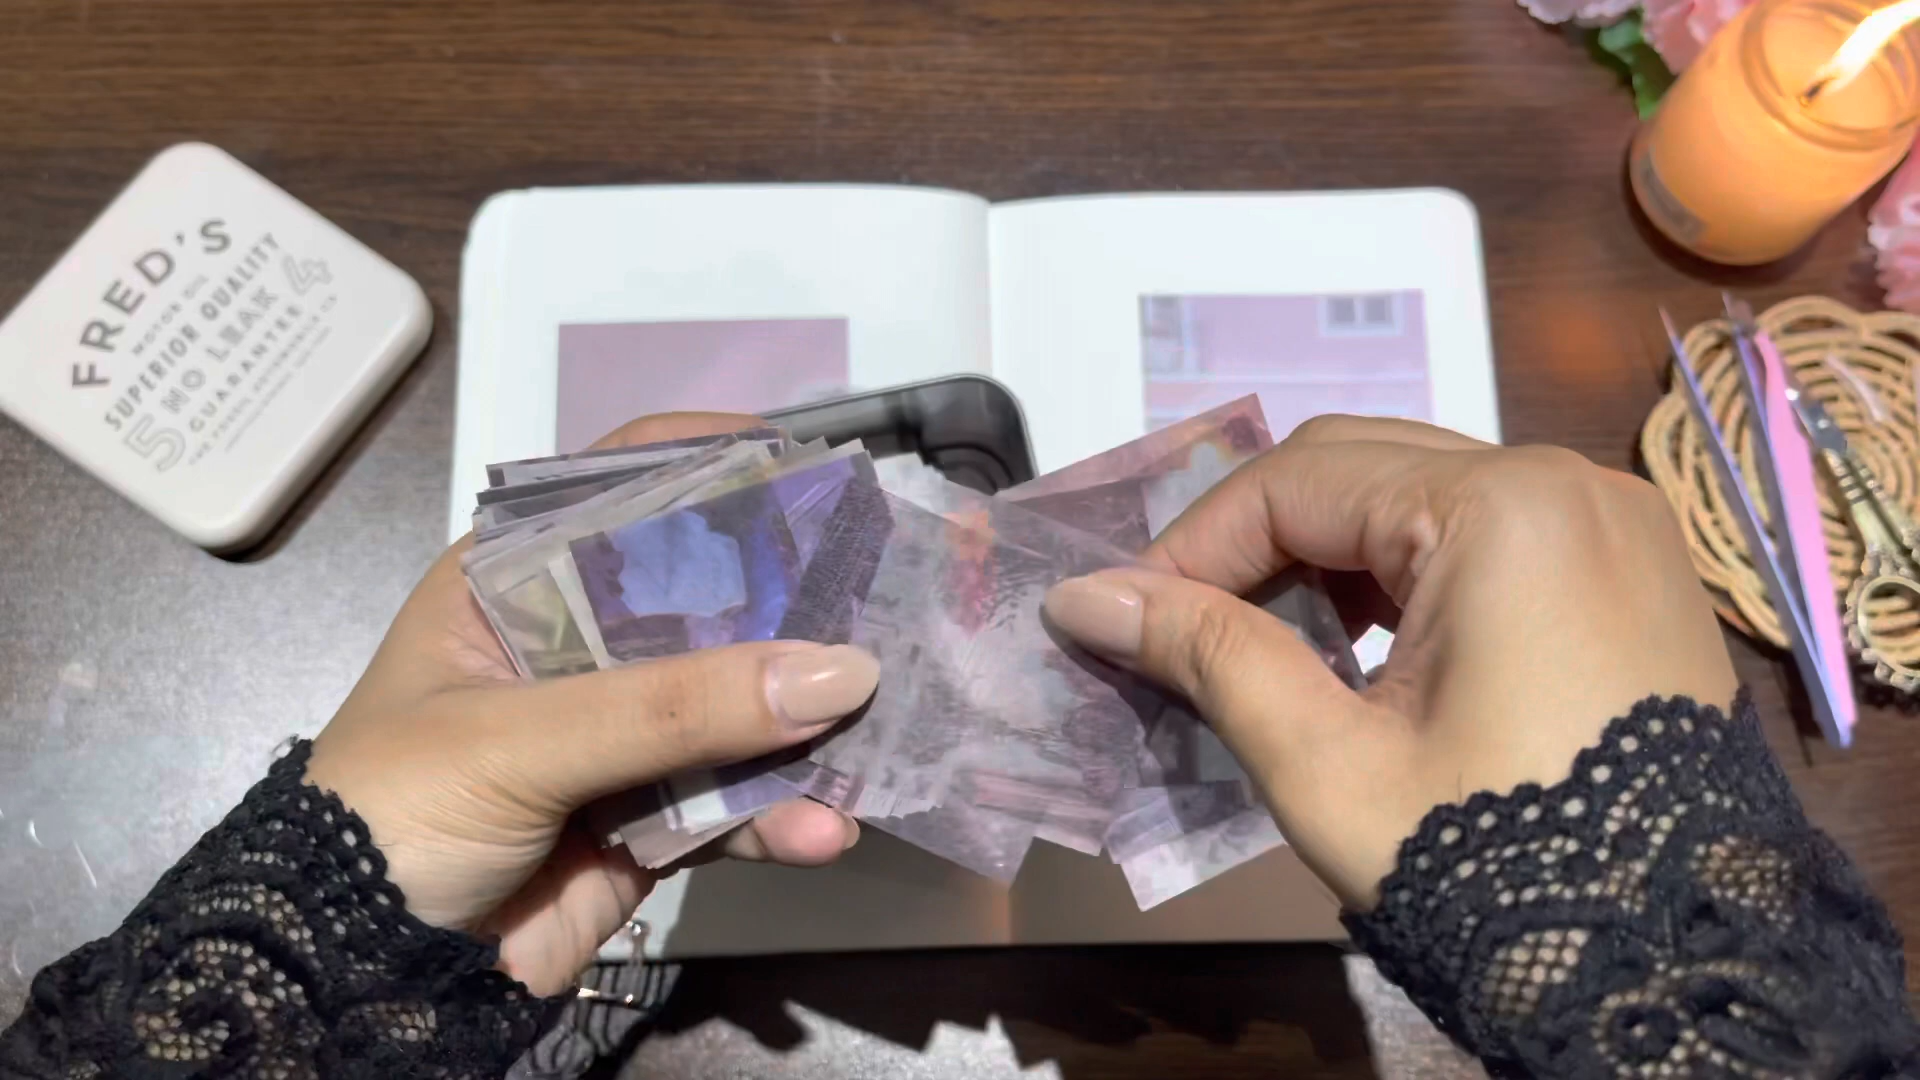 FRED'S
MOTOR OIL
SUPERIOR QUALITY
5 NO LEAK 4
GUARANTEE